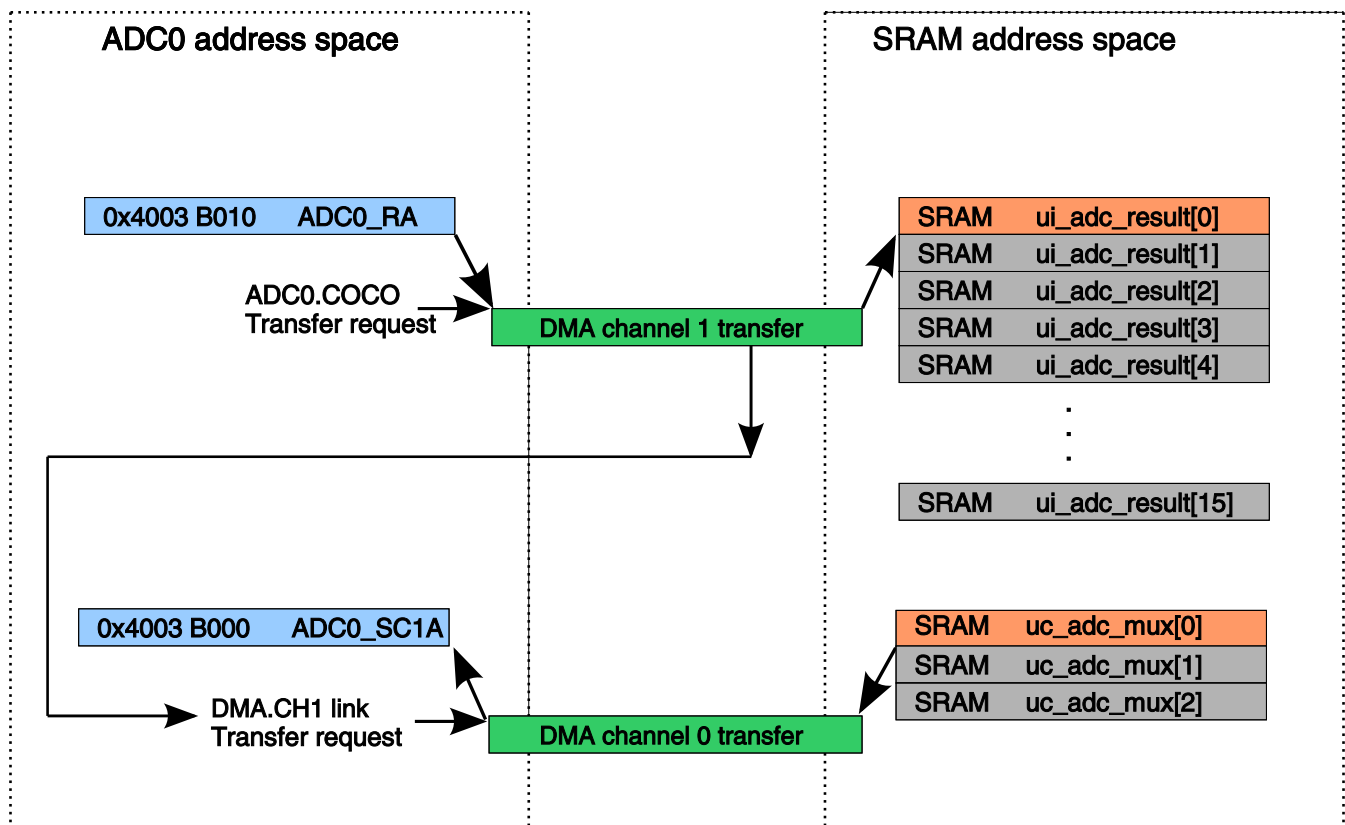 ADC0 address space
SRAM address space
0x4003 B010 ADC0_RA
SRAM ui_adc_result[0]
SRAM ui_adc_result[1]
SRAM ui_adc_result[2]
SRAM ui_adc_result[3]
SRAM ui_adc_result[4]
.
.
.
SRAM ui_adc_result[15]
ADC0.COCO
Transfer request
DMA channel 1 transfer
0x4003 B000 ADC0_SC1A
SRAM uc_adc_mux[0]
SRAM uc_adc_mux[1]
SRAM uc_adc_mux[2]
DMA.CH1 link
Transfer request
DMA channel 0 transfer